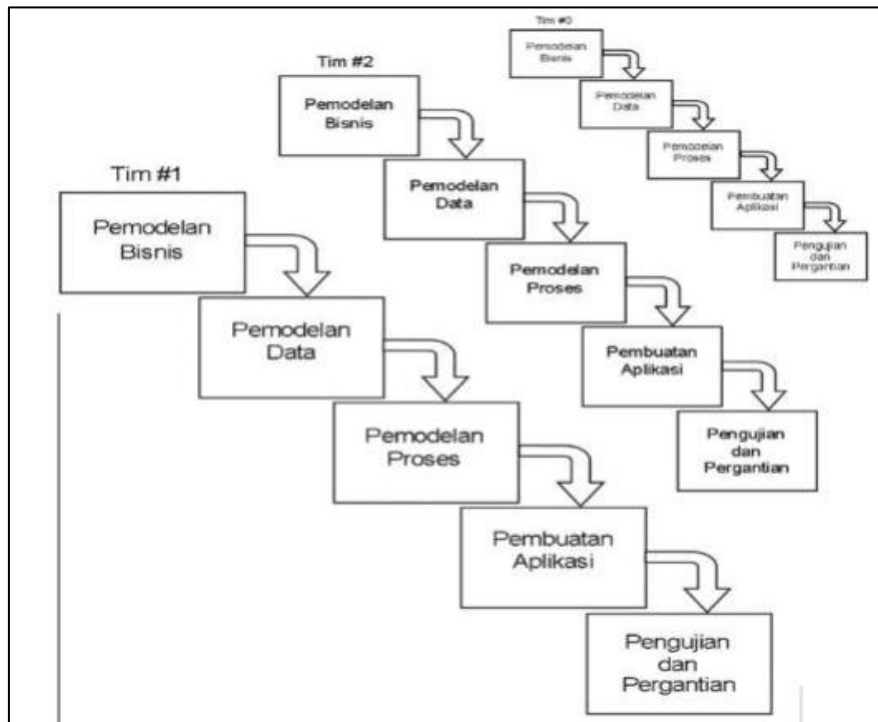 Tim #1
Pemodelan
Bisnis
Pemodelan
Data
Pemodelan
Proses
Pembuatan
Aplikasi
Pengujian
dan
Pergantian
Tim #2
Pemodelan
Bisnis
Pemodelan
Data
Pemodelan
Proses
Pembuatan
Aplikasi
Pengujian
dan
Pergantian
Tim
Pemodelan
Bisnis
Pemodelan
Data
Pemodelan
Proses
Pembuatan
Aplikasi
Pengujian
dan
Pergantian